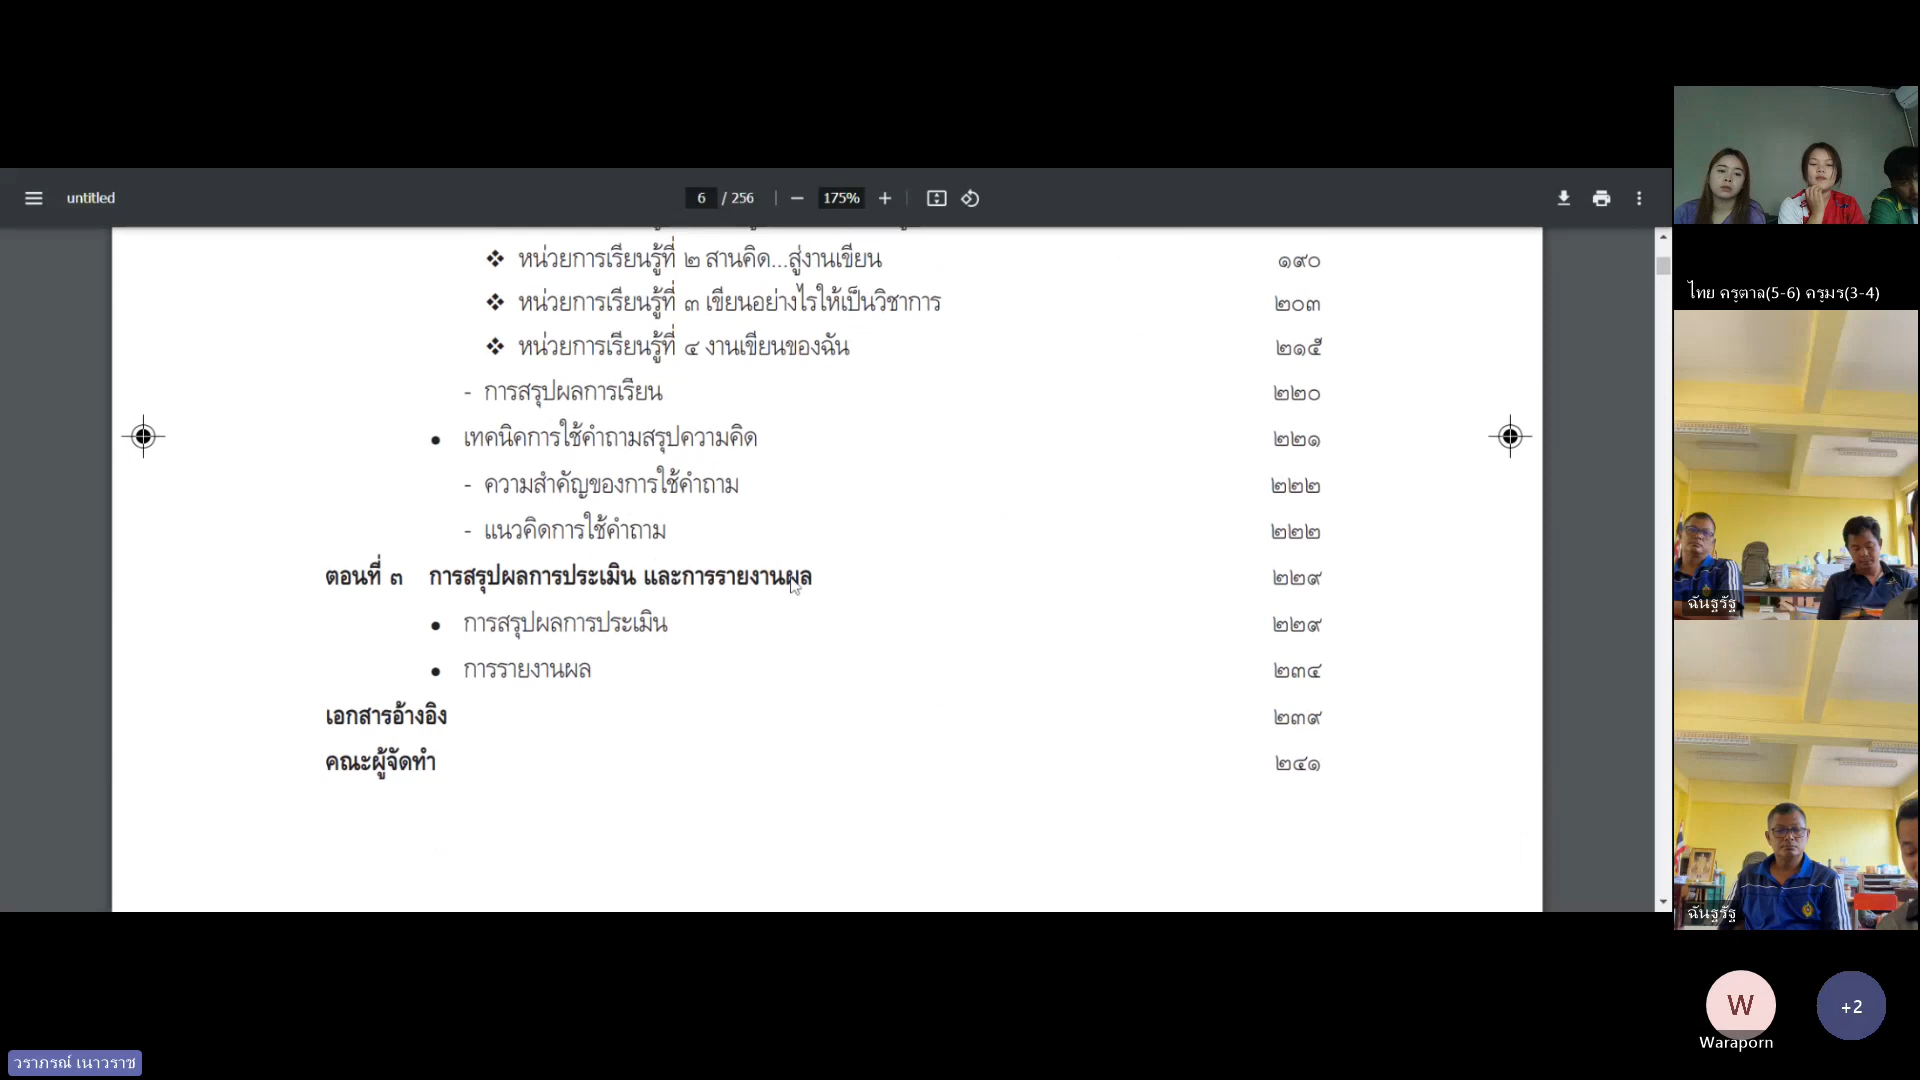 untitled
6 / 256
175%
❖ หน่วยการเรียนรู้ที่ ๒ สานคิด...สู่งานเขียน ๑๙๐
❖ หน่วยการเรียนรู้ที่ ๓ เขียนอย่างไรให้เป็นวิชาการ ๒๐๓
❖ หน่วยการเรียนรู้ที่ ๔ งานเขียนของฉัน ๒๑๕
- การสรุปผลการเรียน ๒๒๐
● เทคนิคการใช้คำถามสรุปความคิด ๒๒๑
- ความสำคัญของการใช้คำถาม ๒๒๒
- แนวคิดการใช้คำถาม ๒๒๒
ตอนที่ ๓ การสรุปผลการประเมิน และการรายงานผล ๒๒๙
● การสรุปผลการประเมิน ๒๒๙
● การรายงานผล ๒๓๔
เอกสารอ้างอิง ๒๓๙
คณะผู้จัดทำ ๒๔๑
ไทย ครูตาล(5-6) ครูมร(3-4)
ฉันฐรัฐ
ฉันฐรัฐ
W
Waraporn
+2
วราภรณ์ เนาวราช